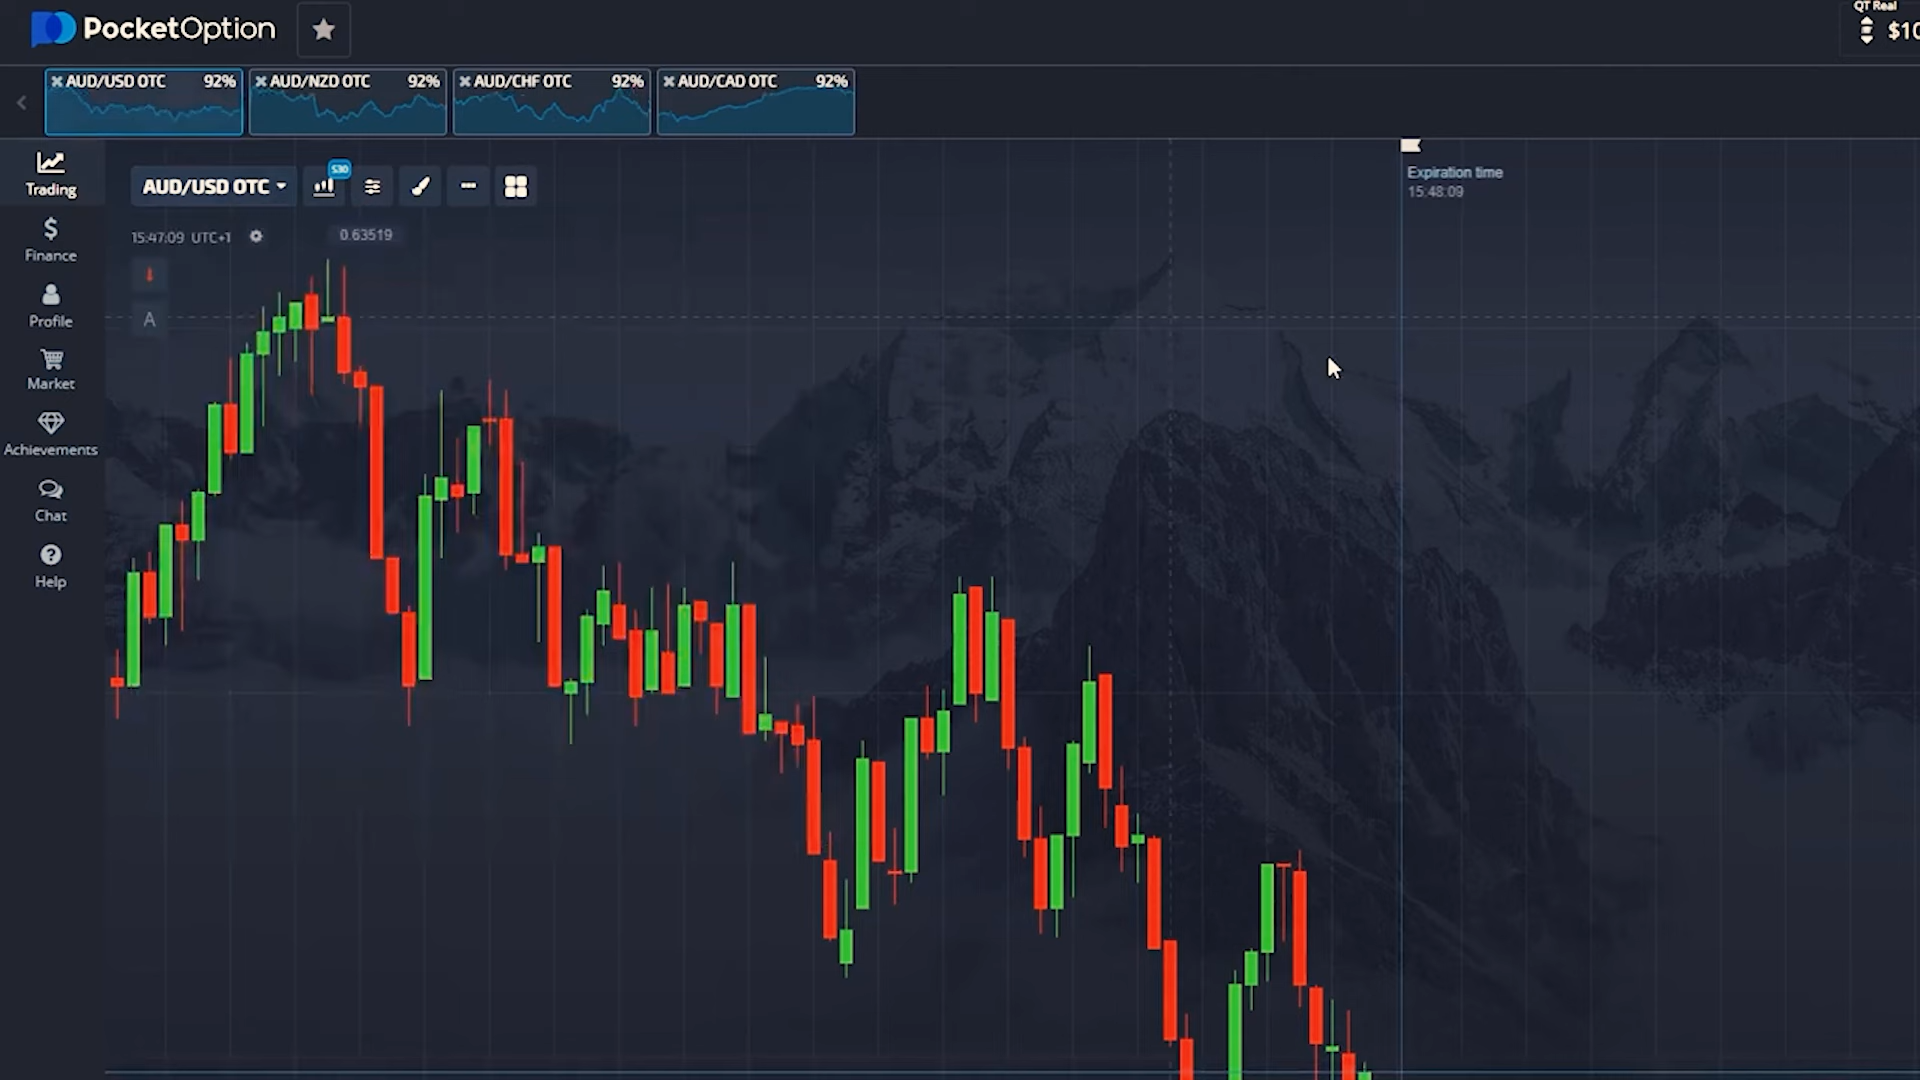 PocketOption
QT Real
$10
AUD/USD OTC 92%
AUD/NZD OTC 92%
AUD/CHF OTC 92%
AUD/CAD OTC 92%
Trading
Finance
Profile
Market
Achievements
Chat
Help
AUD/USD OTC
S30
15:47:09 UTC+1
0.63519
A
Expiration time
15:48:09